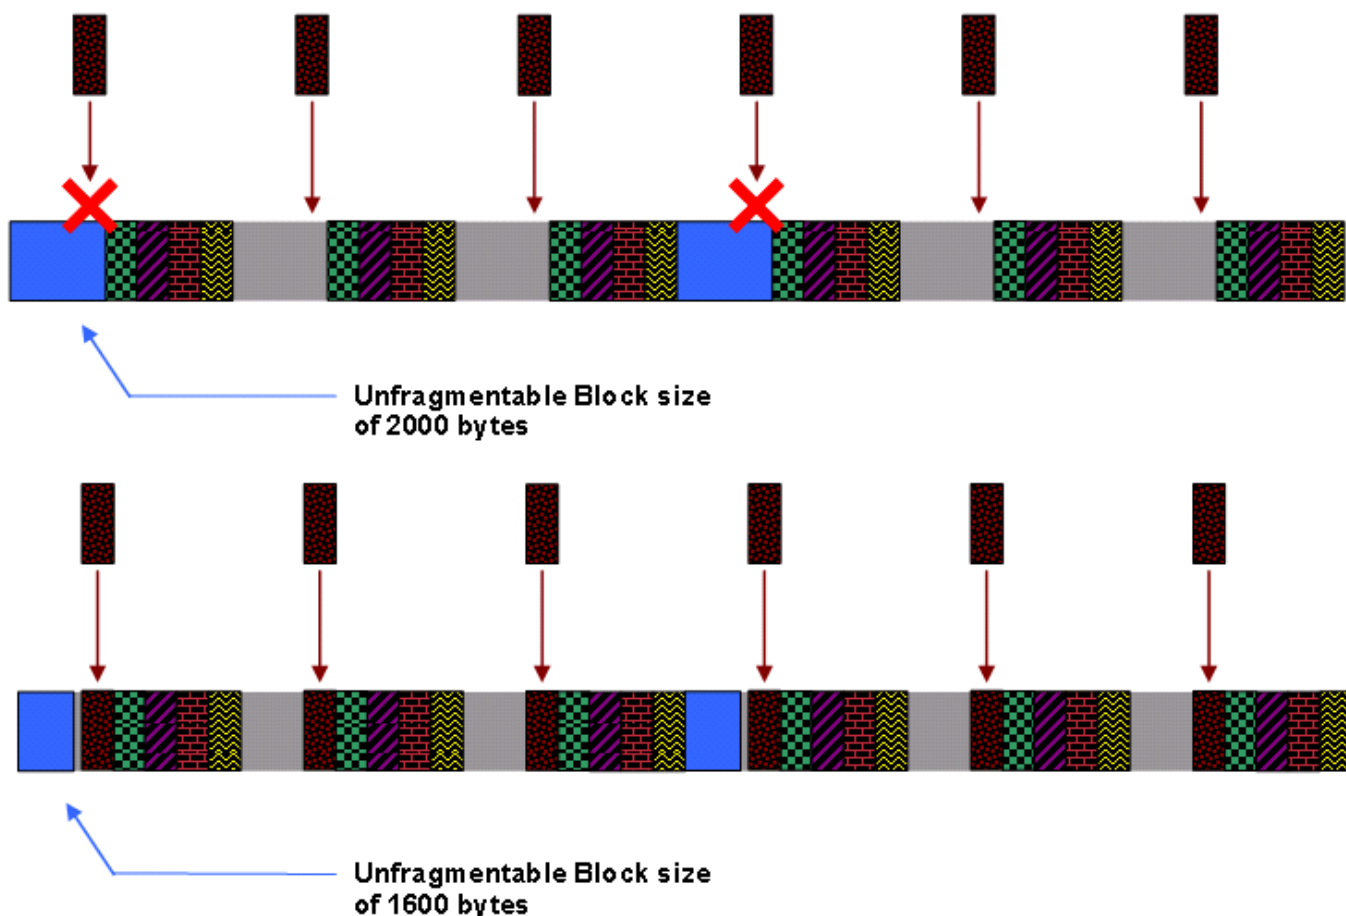 Unfragmentable Block size
of 2000 bytes
Unfragmentable Block size
of 1600 bytes